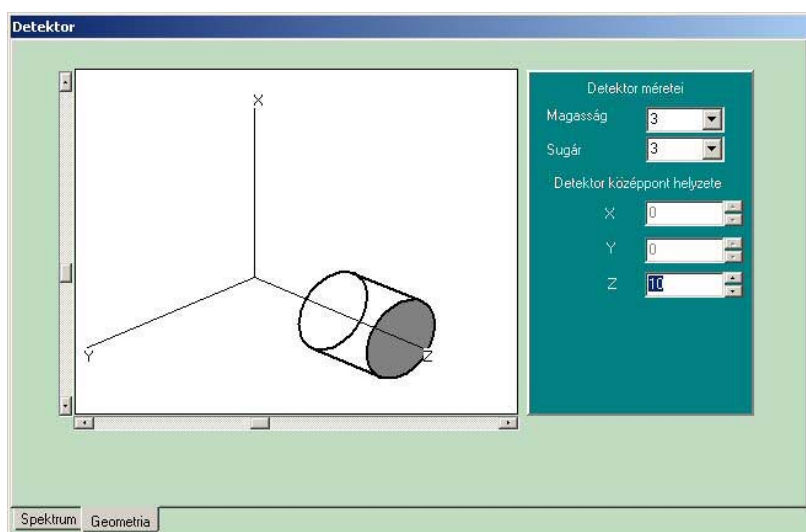 Detektor
X
Y
Z
Detektor méretei
Magasság 3
Sugár 3
Detektor középpont helyzete
X 0
Y 0
Z 10
Spektrum Geometria